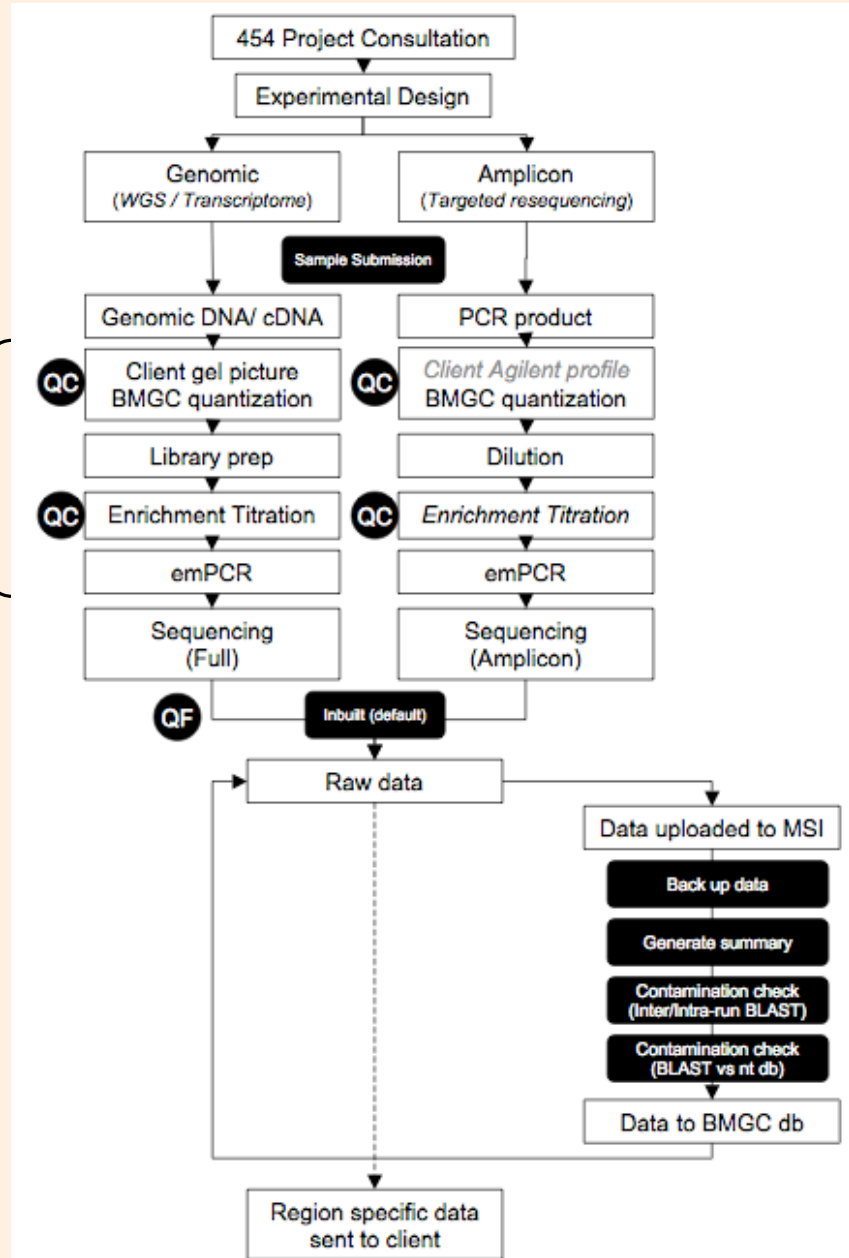 454 Project Consultation
Experimental Design
Genomic
(WGS / Transcriptome)
Amplicon
(Targeted resequencing)
Sample Submission
Genomic DNA/ cDNA
PCR product
QC
Client gel picture
BMGC quantization
QC
Client Agilent profile
BMGC quantization
Library prep
Dilution
QC
Enrichment Titration
QC
Enrichment Titration
emPCR
emPCR
Sequencing
(Full)
Sequencing
(Amplicon)
QF
Inbuilt (default)
Raw data
Data uploaded to MSI
Back up data
Generate summary
Contamination check
(Inter/Intra-run BLAST)
Contamination check
(BLAST vs nt db)
Data to BMGC db
Region specific data
sent to client